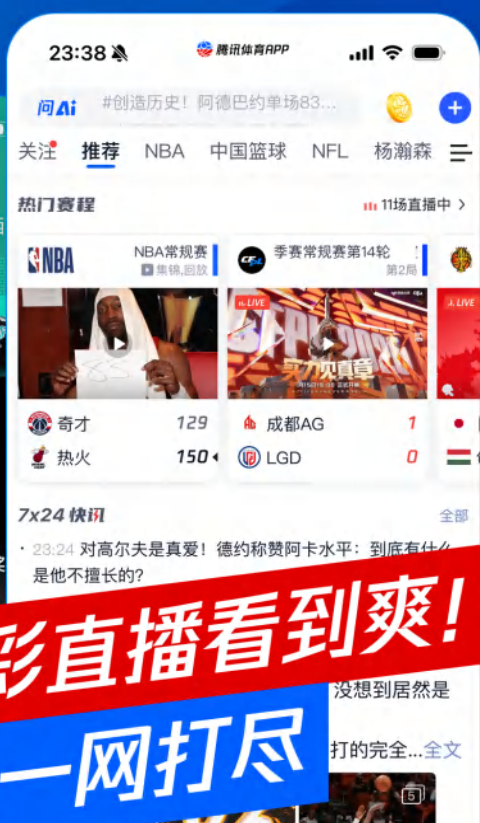 23:38
腾讯体育APP
问Ai
#创造历史！阿德巴约单场83...
关注 推荐 NBA 中国篮球 NFL 杨瀚森
热门赛程
11场直播中
NBA
NBA常规赛
集锦,回放
83
奇才 129
热火 150
季赛常规赛第14轮
第2局
LIVE
实力见真章
成都AG 1
LGD 0
LIVE
7x24 快讯
全部
23:24 对高尔夫是真爱！德约称赞阿卡水平：到底有什么
是他不擅长的?
彩直播看到爽！
没想到居然是
一网打尽
打的完全...全文
5